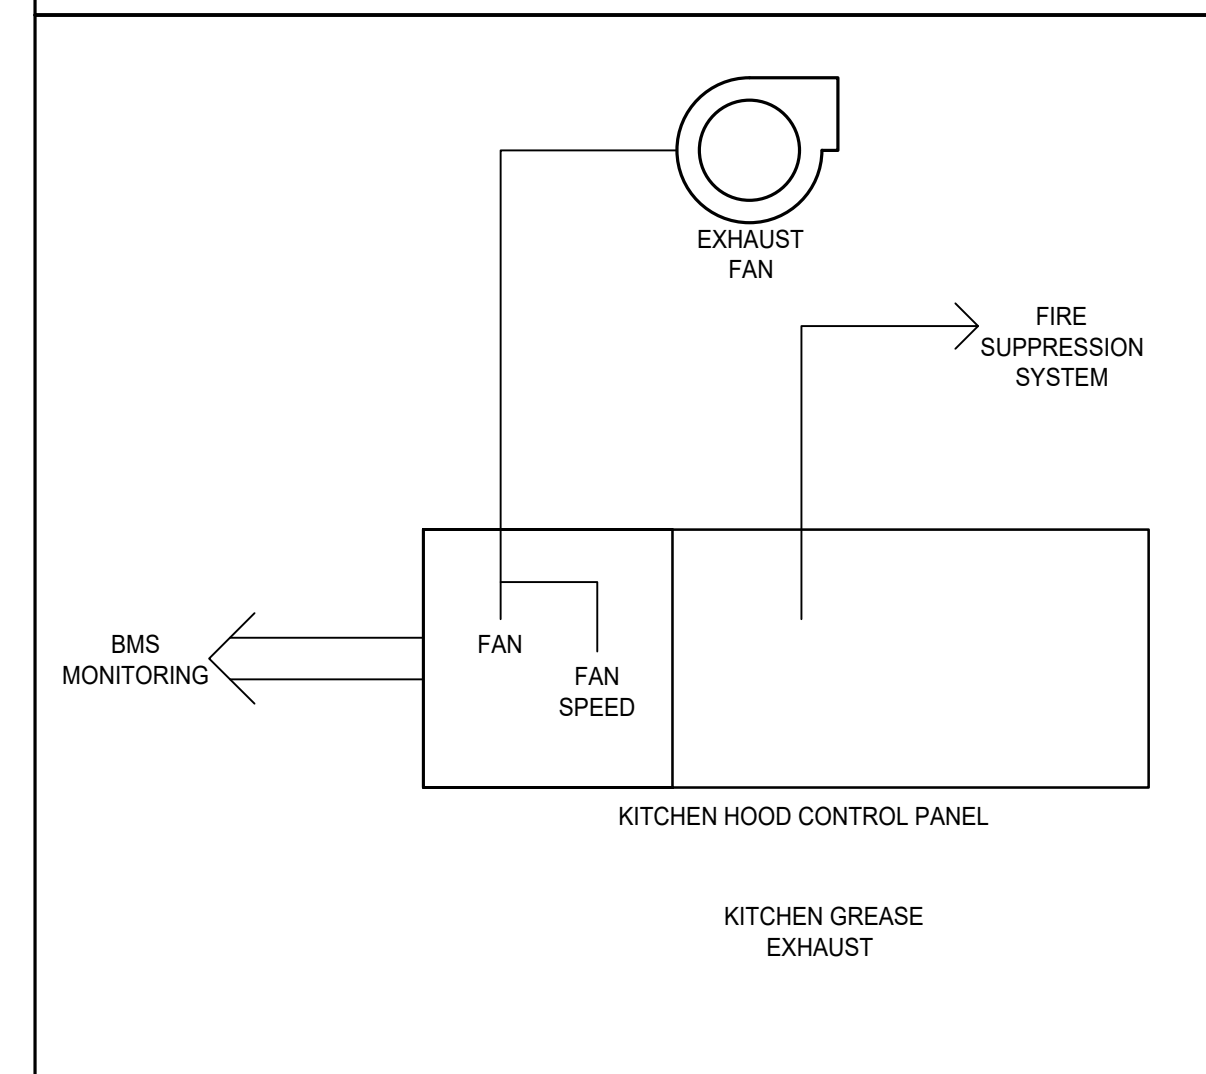 EXHAUST
FAN
FIRE
SUPPRESSION
SYSTEM
BMS
MONITORING
FAN
FAN
SPEED
KITCHEN HOOD CONTROL PANEL
KITCHEN GREASE
EXHAUST